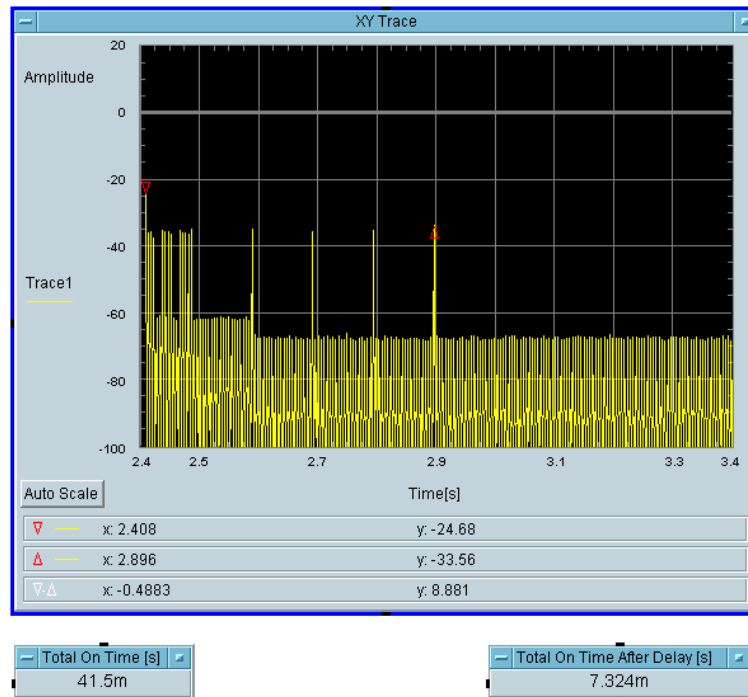 XY Trace
Amplitude
20
0
-20
-40
-60
-80
-100
Trace1
2.4 2.5 2.7 2.9 3.1 3.3 3.4
Auto Scale
Time[s]
x: 2.408 y: -24.68
x: 2.896 y: -33.56
x: -0.4883 y: 8.881
Total On Time [s]
41.5m
Total On Time After Delay [s]
7.324m